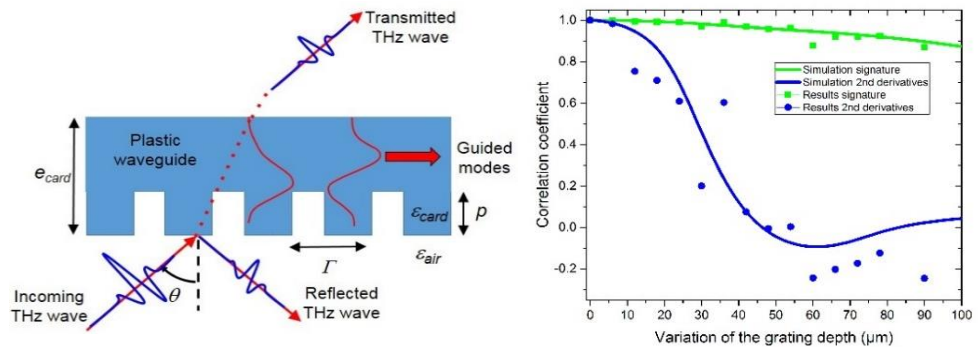 Transmitted
THz wave
Plastic
waveguide
Guided
modes
e_card
ε_card
p
ε_air
Γ
θ
Incoming
THz wave
Reflected
THz wave
Correlation coefficient
1.0
0.8
0.6
0.4
0.2
0.0
-0.2
Simulation signature
Simulation 2nd derivatives
Results signature
Results 2nd derivatives
0 10 20 30 40 50 60 70 80 90 100
Variation of the grating depth (µm)